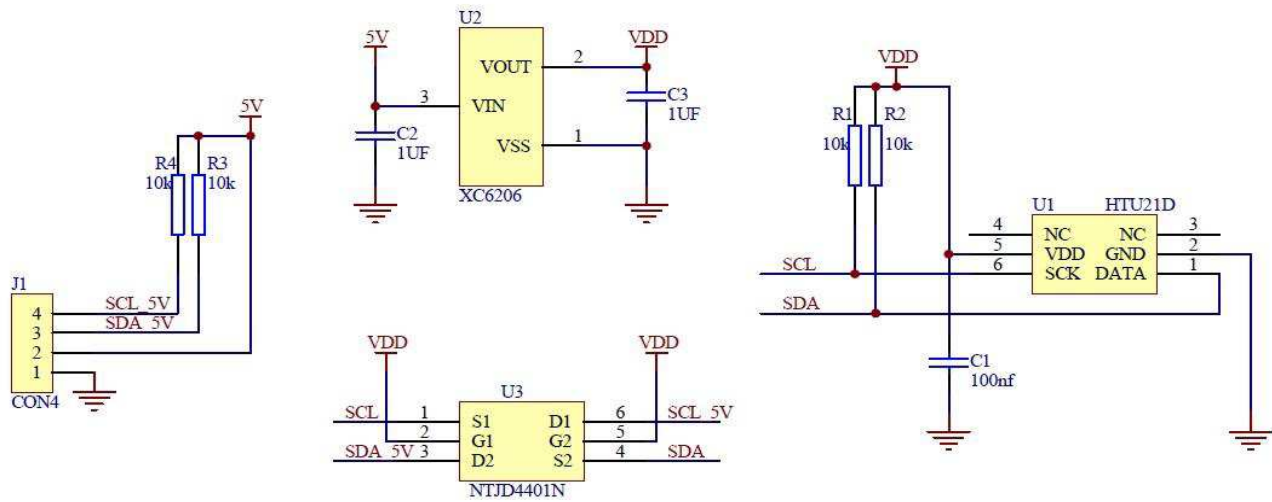 5V
R4
10k
R3
10k
J1
4
SCL_5V
3
SDA_5V
2
1
CON4
U2
5V
VDD
VOUT
2
3
VIN
C3
1UF
C2
1UF
VSS
1
XC6206
VDD
VDD
U3
SCL
1
S1
D1
6
SCL_5V
2
G1
G2
5
SDA_5V
3
D2
S2
4
SDA
NTJD4401N
VDD
R1
10k
R2
10k
U1
HTU21D
4
NC
NC
3
5
VDD
GND
2
SCL
6
SCK
DATA
1
SDA
C1
100nf